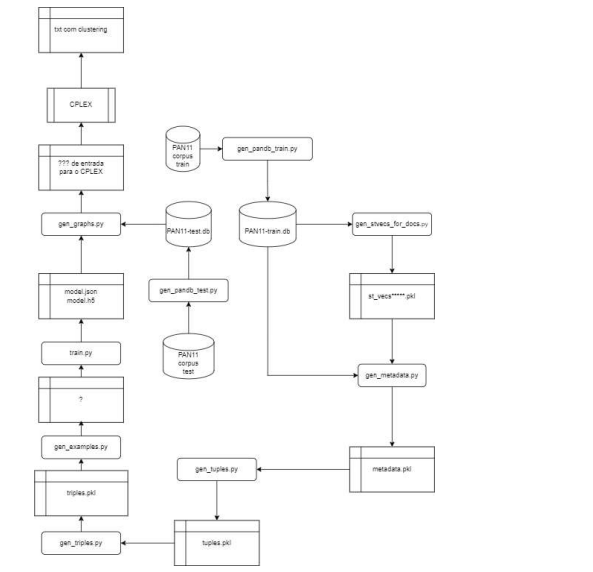 txt com clustering
CPLEX
??? de entrada
para o CPLEX
PAN11
corpus
train
gen_pandb_train.py
gen_graphs.py
PAN11-test.db
PAN11-train.db
gen_stvecs_for_docs.py
model.json
model.h5
gen_pandb_test.py
st_vecs*****.pkl
train.py
PAN11
corpus
test
gen_metadata.py
?
gen_examples.py
gen_tuples.py
metadata.pkl
triples.pkl
gen_triples.py
tuples.pkl